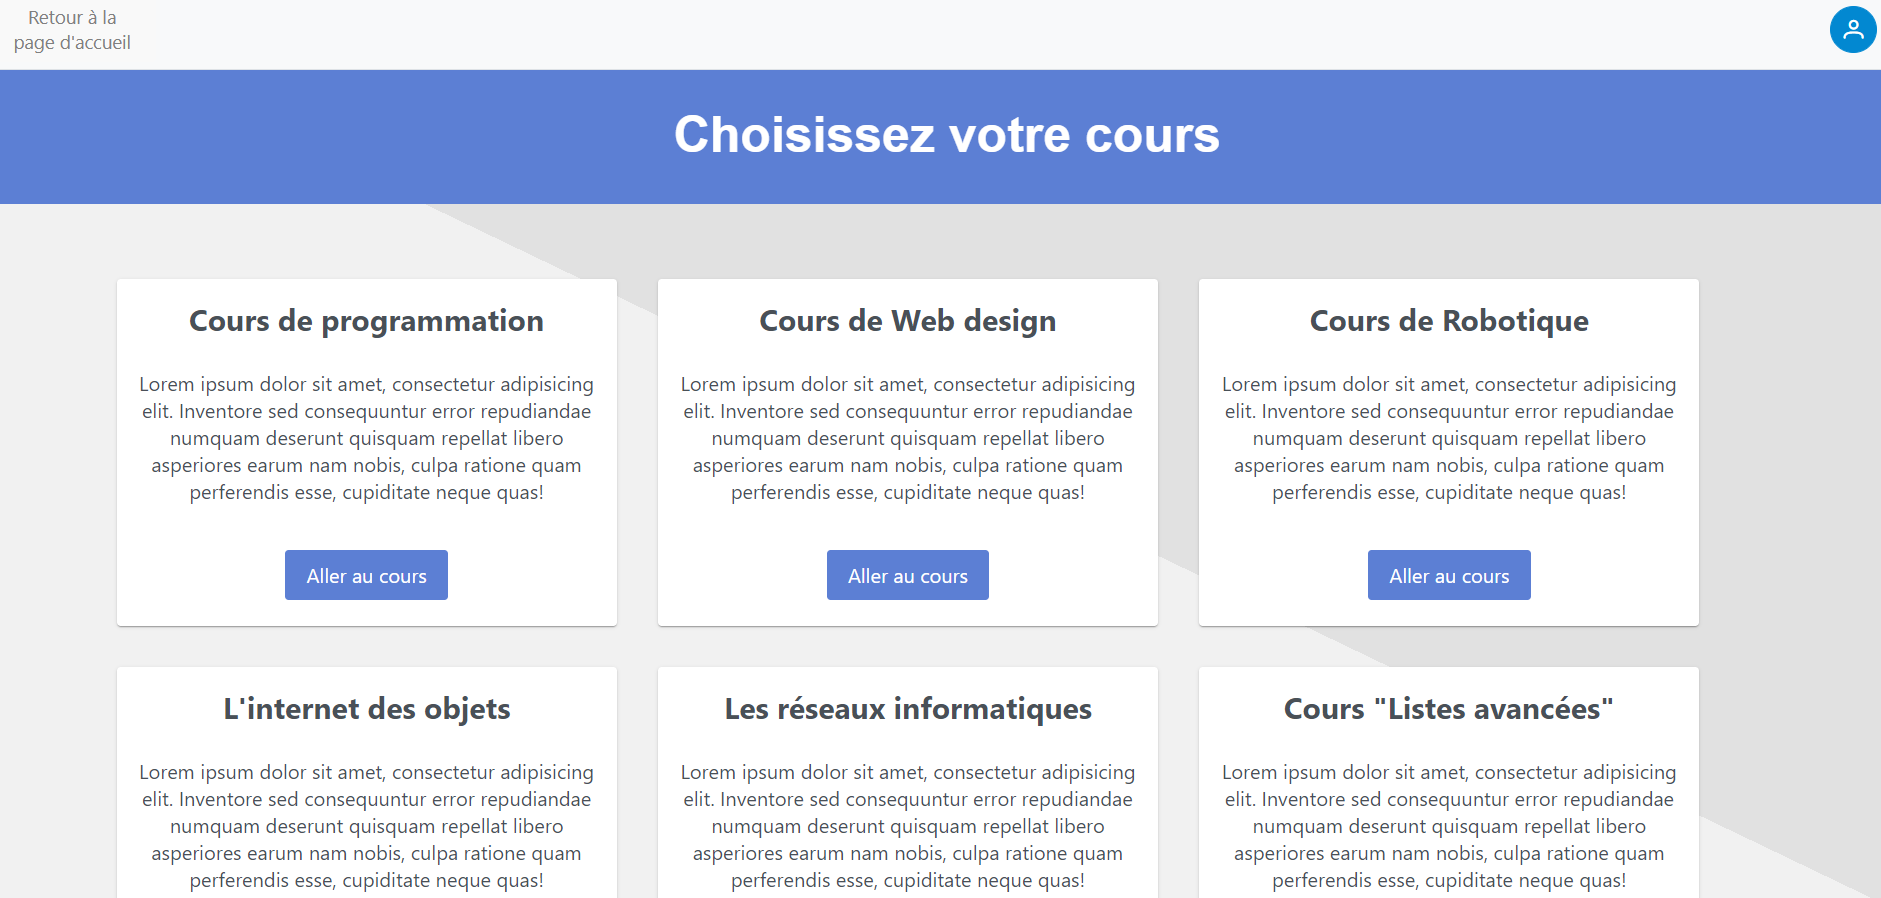 Retour à la
page d'accueil
Choisissez votre cours
Cours de programmation
Lorem ipsum dolor sit amet, consectetur adipisicing
elit. Inventore sed consequuntur error repudiandae
numquam deserunt quisquam repellat libero
asperiores earum nam nobis, culpa ratione quam
perferendis esse, cupiditate neque quas!
Aller au cours
Cours de Web design
Lorem ipsum dolor sit amet, consectetur adipisicing
elit. Inventore sed consequuntur error repudiandae
numquam deserunt quisquam repellat libero
asperiores earum nam nobis, culpa ratione quam
perferendis esse, cupiditate neque quas!
Aller au cours
Cours de Robotique
Lorem ipsum dolor sit amet, consectetur adipisicing
elit. Inventore sed consequuntur error repudiandae
numquam deserunt quisquam repellat libero
asperiores earum nam nobis, culpa ratione quam
perferendis esse, cupiditate neque quas!
Aller au cours
L'internet des objets
Lorem ipsum dolor sit amet, consectetur adipisicing
elit. Inventore sed consequuntur error repudiandae
numquam deserunt quisquam repellat libero
asperiores earum nam nobis, culpa ratione quam
perferendis esse, cupiditate neque quas!
Les réseaux informatiques
Lorem ipsum dolor sit amet, consectetur adipisicing
elit. Inventore sed consequuntur error repudiandae
numquam deserunt quisquam repellat libero
asperiores earum nam nobis, culpa ratione quam
perferendis esse, cupiditate neque quas!
Cours "Listes avancées"
Lorem ipsum dolor sit amet, consectetur adipisicing
elit. Inventore sed consequuntur error repudiandae
numquam deserunt quisquam repellat libero
asperiores earum nam nobis, culpa ratione quam
perferendis esse, cupiditate neque quas!